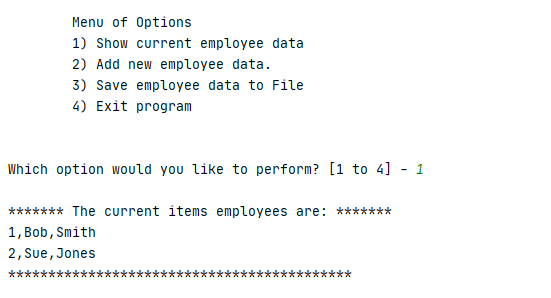 Menu of Options
1) Show current employee data
2) Add new employee data.
3) Save employee data to File
4) Exit program
Which option would you like to perform? [1 to 4] - 1
******* The current items employees are: *******
1,Bob,Smith
2,Sue,Jones
*******************************************